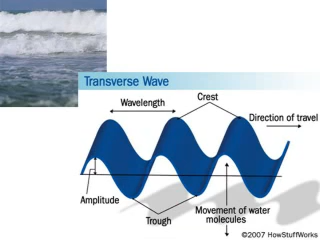 Transverse Wave
Crest
Wavelength
Direction of travel
Amplitude
Trough
Movement of water
molecules
©2007 HowStuffWorks